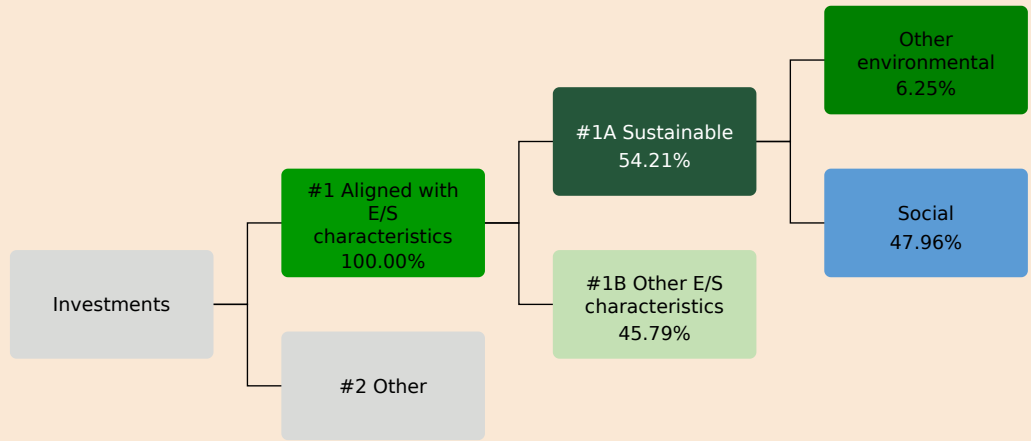 Investments
#1 Aligned with
E/S
characteristics
100.00%
#2 Other
#1A Sustainable
54.21%
#1B Other E/S
characteristics
45.79%
Other
environmental
6.25%
Social
47.96%